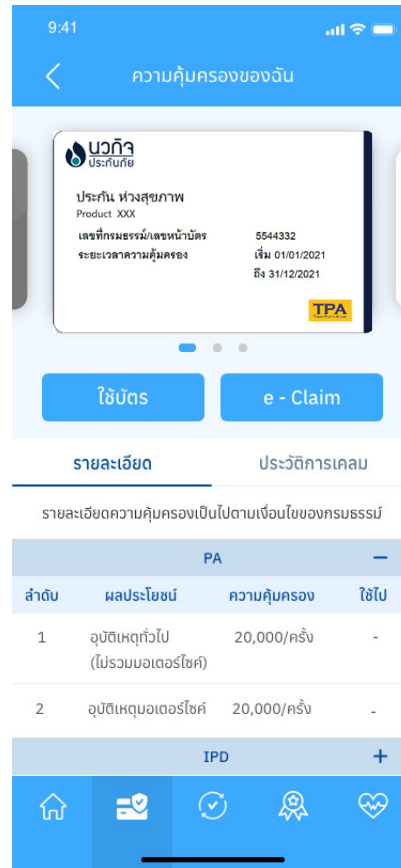 9:41
ความคุ้มครองของฉัน
นวกิจ
ประกันภัย
ประกัน ห่วงสุขภาพ
Product XXX
เลขที่กรมธรรม์/เลขหน้าบัตร 5544332
ระยะเวลาความคุ้มครอง เริ่ม 01/01/2021
ถึง 31/12/2021
TPA
ใช้บัตร e - Claim
รายละเอียด ประวัติการเคลม
รายละเอียดความคุ้มครองเป็นไปตามเงื่อนไขของกรมธรรม์
PA −
ลำดับ ผลประโยชน์ ความคุ้มครอง ใช้ไป
1 อุบัติเหตุทั่วไป 20,000/ครั้ง -
(ไม่รวมมอเตอร์ไซค์)
2 อุบัติเหตุมอเตอร์ไซค์ 20,000/ครั้ง -
IPD +